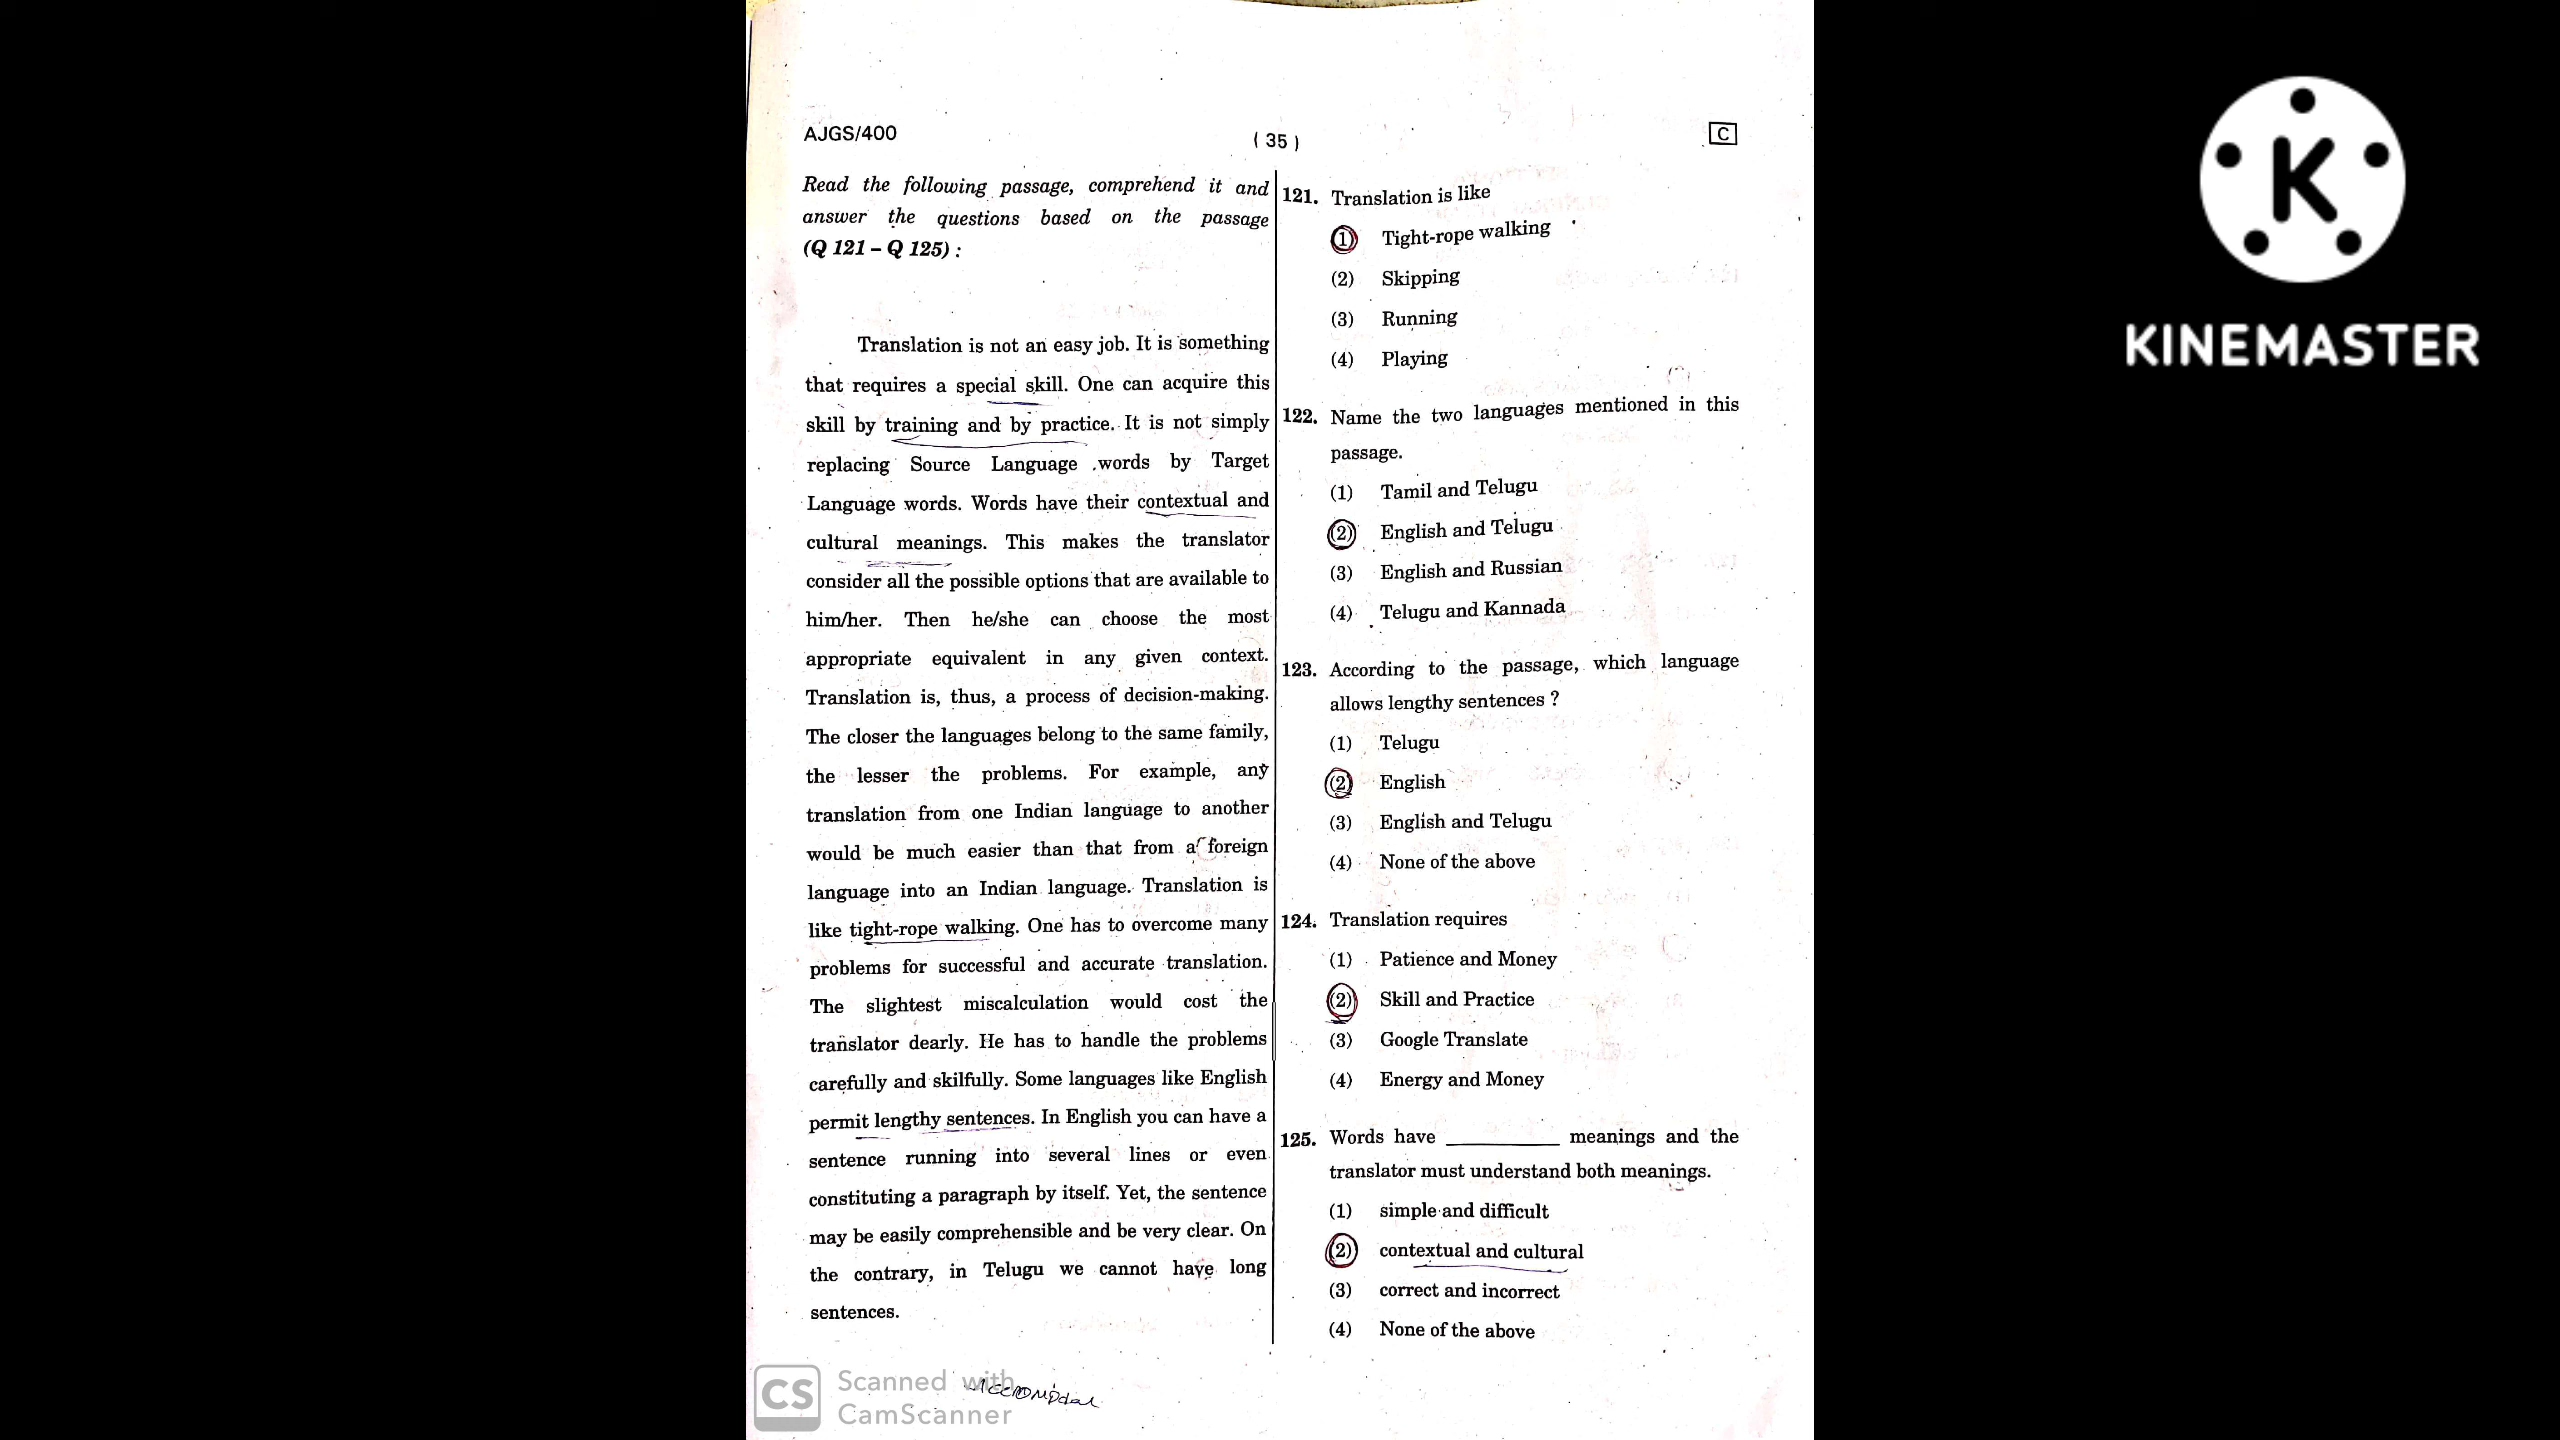 AJGS/400
( 35 )
C
Read the following passage, comprehend it and
answer the questions based on the passage
(Q 121 – Q 125) :
Translation is not an easy job. It is something
that requires a special skill. One can acquire this
skill by training and by practice. It is not simply
replacing Source Language words by Target
Language words. Words have their contextual and
cultural meanings. This makes the translator
consider all the possible options that are available to
him/her. Then he/she can choose the most
appropriate equivalent in any given context.
Translation is, thus, a process of decision-making.
The closer the languages belong to the same family,
the lesser the problems. For example, any
translation from one Indian language to another
would be much easier than that from a foreign
language into an Indian language. Translation is
like tight-rope walking. One has to overcome many
problems for successful and accurate translation.
The slightest miscalculation would cost the
translator dearly. He has to handle the problems
carefully and skilfully. Some languages like English
permit lengthy sentences. In English you can have a
sentence running into several lines or even
constituting a paragraph by itself. Yet, the sentence
may be easily comprehensible and be very clear. On
the contrary, in Telugu we cannot have long
sentences.
121. Translation is like
(1) Tight-rope walking
(2) Skipping
(3) Running
(4) Playing
122. Name the two languages mentioned in this
passage.
(1) Tamil and Telugu
(2) English and Telugu
(3) English and Russian
(4) Telugu and Kannada
123. According to the passage, which language
allows lengthy sentences ?
(1) Telugu
(2) English
(3) English and Telugu
(4) None of the above
124. Translation requires
(1) Patience and Money
(2) Skill and Practice
(3) Google Translate
(4) Energy and Money
125. Words have __________ meanings and the
translator must understand both meanings.
(1) simple and difficult
(2) contextual and cultural
(3) correct and incorrect
(4) None of the above
CS
Scanned with
CamScanner
K
KINEMASTER